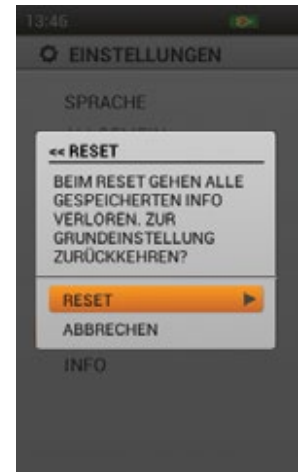 13:46
EINSTELLUNGEN
SPRACHE
<< RESET
BEIM RESET GEHEN ALLE
GESPEICHERTEN INFO
VERLOREN. ZUR
GRUNDEINSTELLUNG
ZURÜCKKEHREN?
RESET
ABBRECHEN
INFO